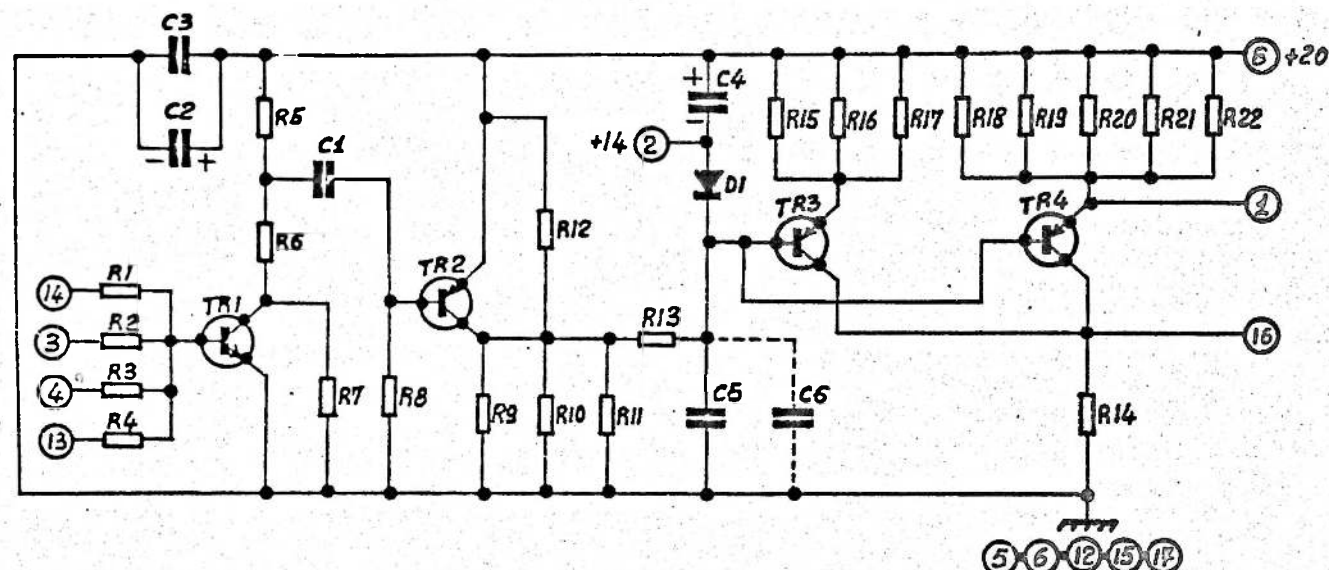 C3
C2
- +
R5
C1
R6
R12
14 R1
3 R2
4 R3
13 R4
TR1
TR2
R7
R8
R9
R10
R11
R13
+
C4
-
+14 2
D1
C5
C6
R15
R16
R17
R18
R19
R20
R21
R22
+20
TR3
TR4
1
16
R14
5 6 12 15 17